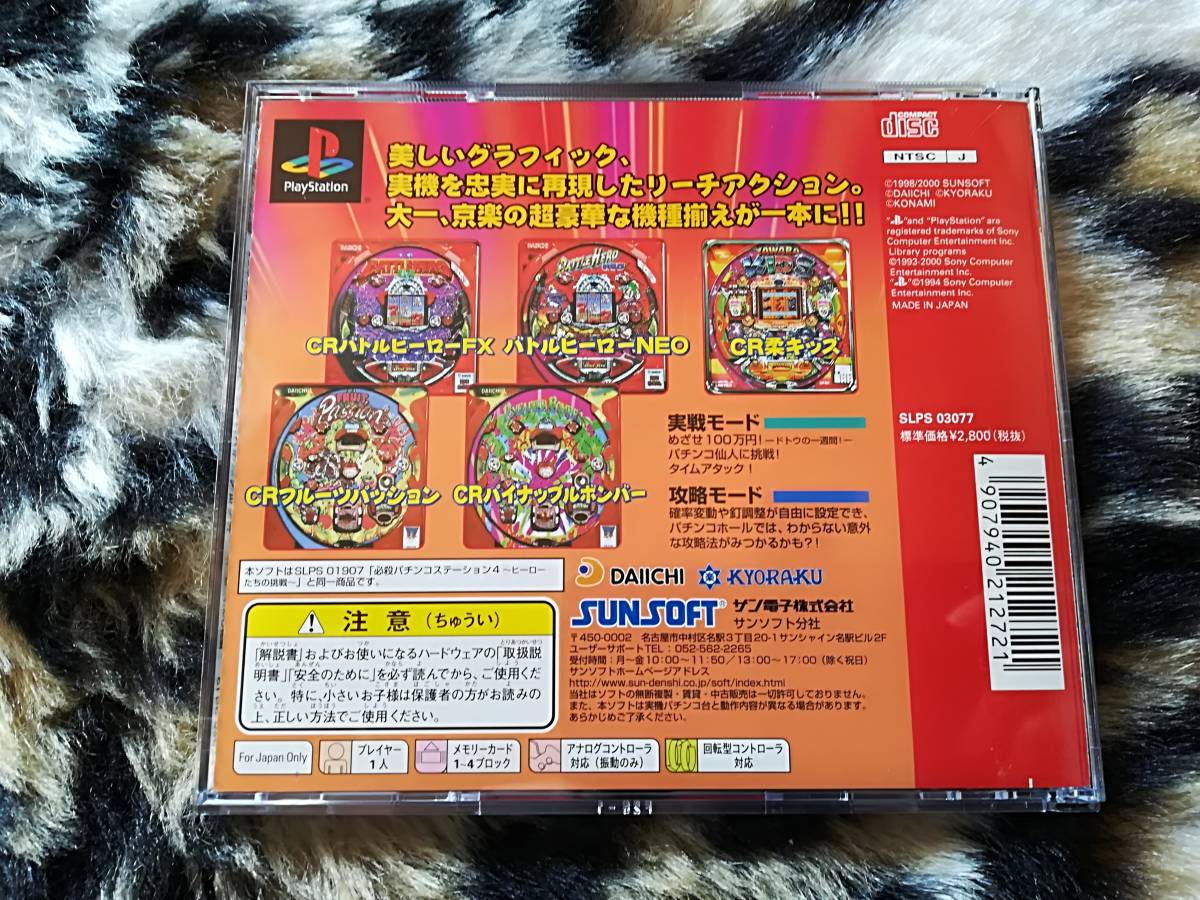 PlayStation
美しいグラフィック、
実機を忠実に再現したリーチアクション。
大一、京楽の超豪華な機種揃えが一本に!!
CRバトルヒーローFX
バトルヒーローNEO
CR柔キッズ
DAIICHI
FRUIT
Passion
DAIICHI
CRフルーツパッション
CRパイナップルボンバー
実戦モード
めざせ100万円!ードトウの一週間!ー
パチンコ仙人に挑戦!
タイムアタック!
攻略モード
確率変動や釘調整が自由に設定でき、
パチンコホールでは、わからない意外
な攻略法がみつかるかも?!
本ソフトはSLPS 01907「必殺パチンコステーション4 ～ヒーロー
たちの挑戦～」と同一商品です。
DAIICHI KYORAKU
SUNSOFT® サン電子株式会社
サンソフト分社
〒450-0002 名古屋市中村区名駅3丁目20-1サンシャイン名駅ビル2F
ユーザーサポートTEL:052-562-2265
受付時間:月～金10:00～11:50/13:00～17:00(除く祝日)
サンソフトホームページアドレス
http://www.sun-denshi.co.jp/soft/index.html
当社はソフトの無断複製・賃貸・中古販売は一切許可しておりません。
また、本ソフトは実機パチンコ台と動作内容が異なる場合があります。
あらかじめご了承ください。
注意(ちゅうい)
「解説書」およびお使いになるハードウェアの「取扱説
明書」「安全のために」を必ず読んでから、ご使用くだ
さい。特に、小さいお子様は保護者の方がお読みの
上、正しい方法でご使用ください。
For Japan Only
プレイヤー
1人
メモリーカード
1~4ブロック
アナログコントローラ
対応(振動のみ)
回転型コントローラ
対応
COMPACT
disc
NTSC J
©1998/2000 SUNSOFT
©DAIICHI ©KYORAKU
©KONAMI
" "and "PlayStation" are
registered trademarks of Sony
Computer Entertainment Inc.
Library programs
©1993-2000 Sony Computer
Entertainment Inc.
" "©1994 Sony Computer
Entertainment Inc.
MADE IN JAPAN
SLPS 03077
標準価格¥2,800(税抜)
4 907940 212721